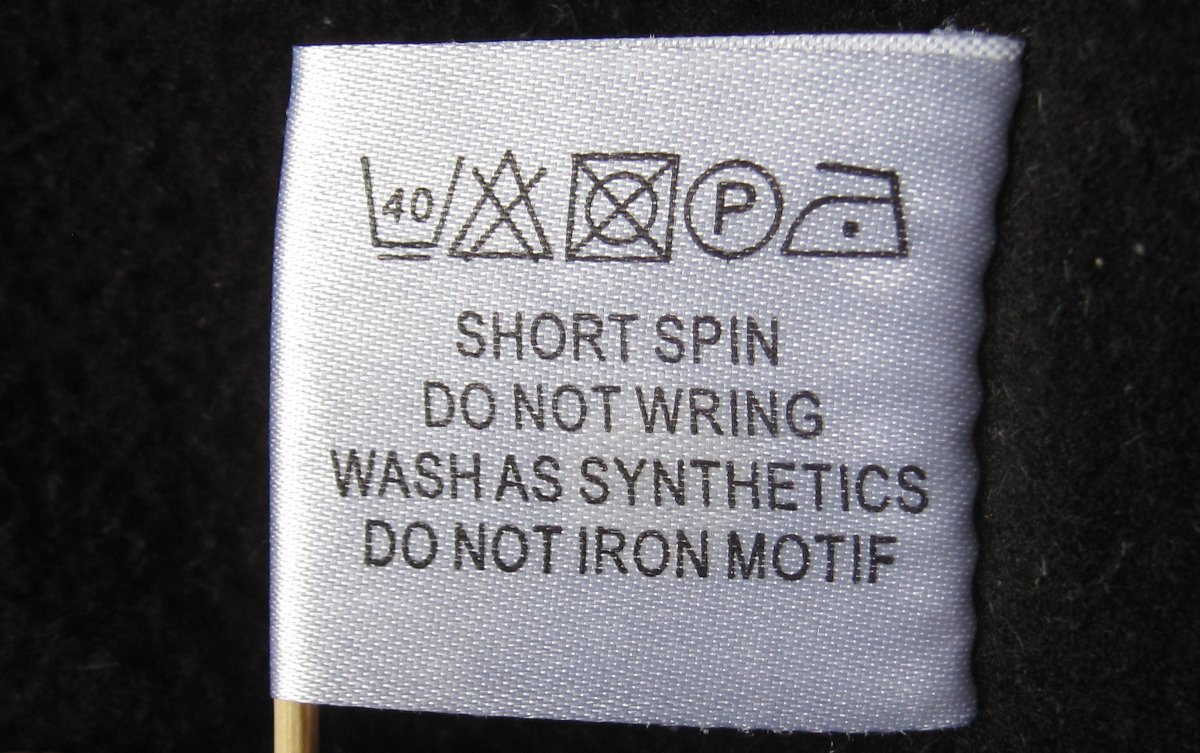 40 P
SHORT SPIN
DO NOT WRING
WASH AS SYNTHETICS
DO NOT IRON MOTIF